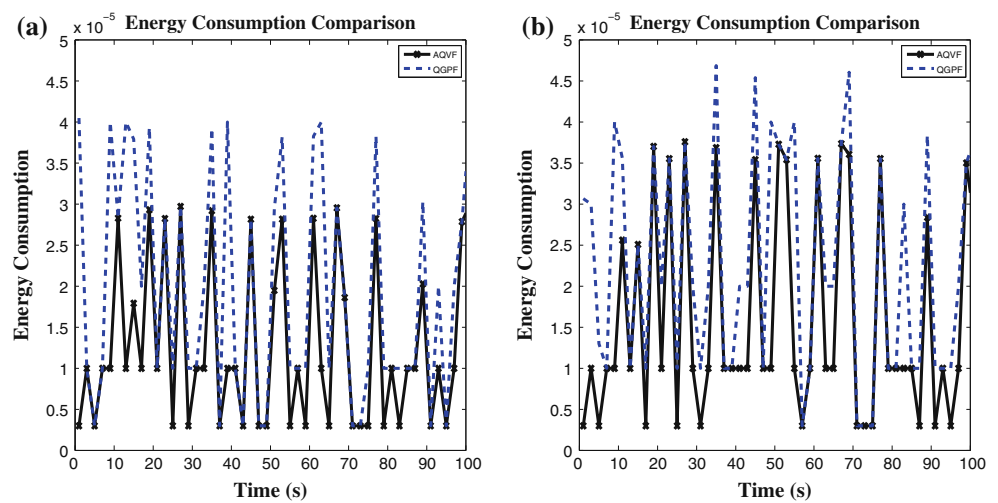 (a) Energy Consumption Comparison
x 10⁻⁵
5
4.5
4
3.5
3
2.5
2
1.5
1
0.5
0
Energy Consumption
AQVF
QGPF
0 10 20 30 40 50 60 70 80 90 100
Time (s)
(b) Energy Consumption Comparison
x 10⁻⁵
5
4.5
4
3.5
3
2.5
2
1.5
1
0.5
0
Energy Consumption
AQVF
QGPF
0 10 20 30 40 50 60 70 80 90 100
Time (s)